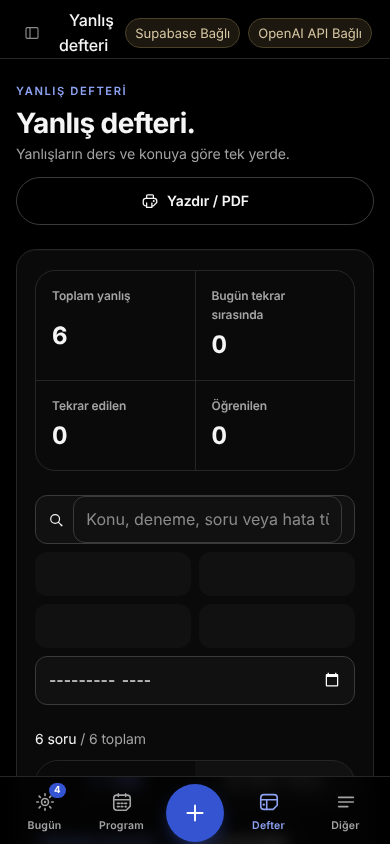 Yanlış
defteri
Supabase Bağlı
OpenAI API Bağlı
YANLIŞ DEFTERİ
Yanlış defteri.
Yanlışların ders ve konuya göre tek yerde.
Yazdır / PDF
Toplam yanlış
6
Bugün tekrar
sırasında
0
Tekrar edilen
0
Öğrenilen
0
Konu, deneme, soru veya hata tü
--------- ----
6 soru / 6 toplam
4
Bugün
Program
Defter
Diğer